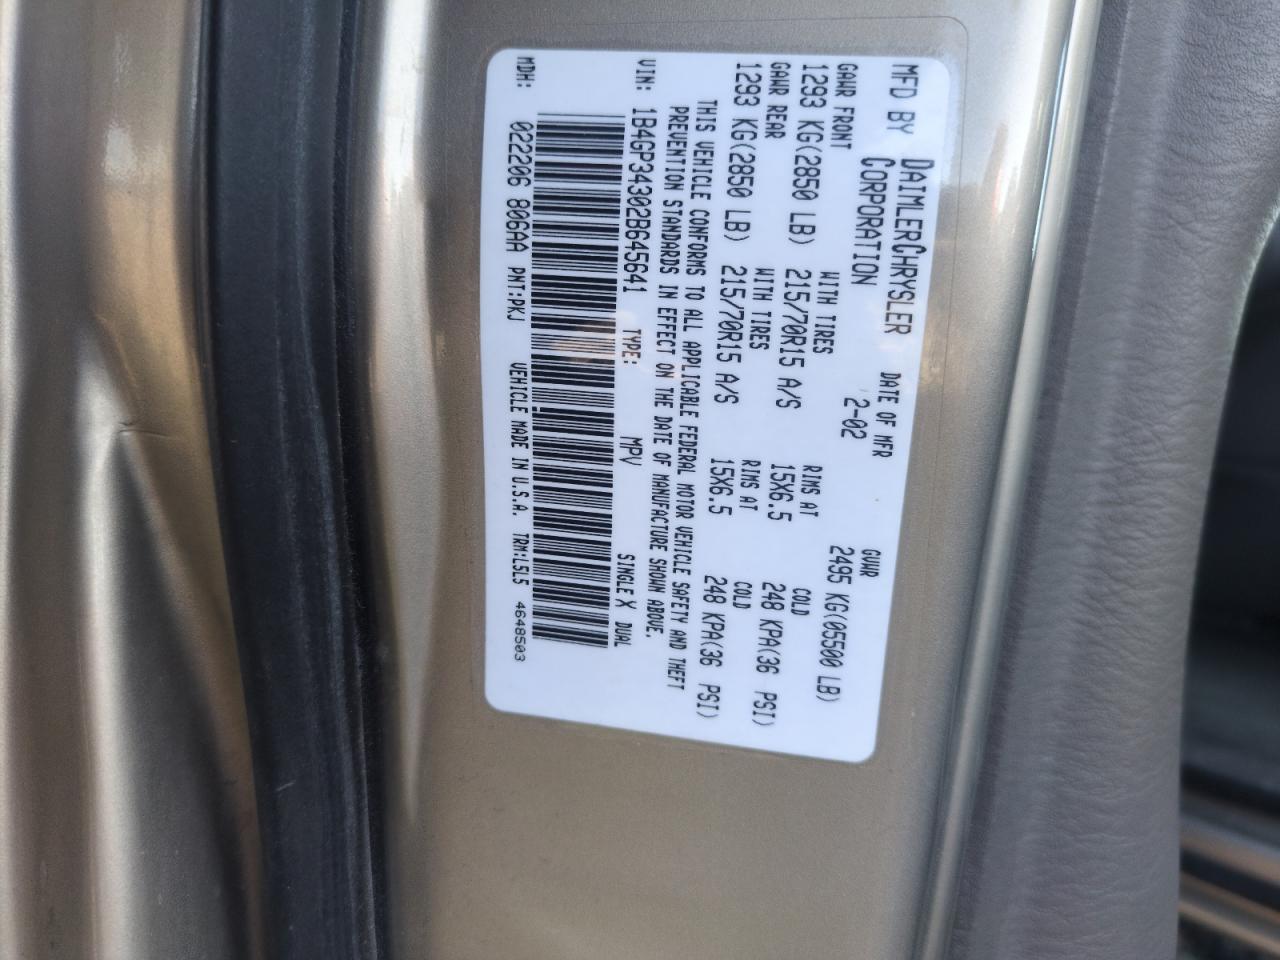 MFD BY DAIMLERCHRYSLER CORPORATION DATE OF MFR 2-02 GVWR 2495 KG(05500 LB)
GAWR FRONT WITH TIRES RIMS AT COLD
1293 KG(2850 LB) 215/70R15 A/S 15X6.5 248 KPA(36 PSI)
GAWR REAR WITH TIRES RIMS AT COLD
1293 KG(2850 LB) 215/70R15 A/S 15X6.5 248 KPA(36 PSI)
THIS VEHICLE CONFORMS TO ALL APPLICABLE FEDERAL MOTOR VEHICLE SAFETY AND THEFT
PREVENTION STANDARDS IN EFFECT ON THE DATE OF MANUFACTURE SHOWN ABOVE.
VIN: 1B4GP34302B645641 TYPE: MPV SINGLE X DUAL
MDH: 022206 806AA PNT:PKJ VEHICLE MADE IN U.S.A. TRM:L5L5 4648503